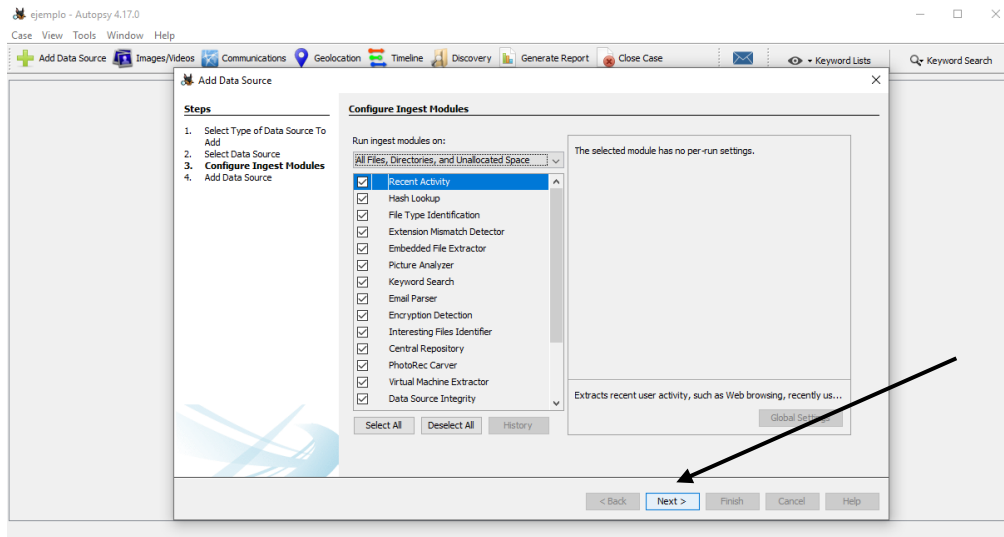 ejemplo - Autopsy 4.17.0
Case View Tools Window Help
Add Data Source Images/Videos Communications Geolocation Timeline Discovery Generate Report Close Case Keyword Lists Keyword Search
Add Data Source
Steps
1. Select Type of Data Source To
Add
2. Select Data Source
3. Configure Ingest Modules
4. Add Data Source
Configure Ingest Modules
Run ingest modules on:
All Files, Directories, and Unallocated Space
Recent Activity
Hash Lookup
File Type Identification
Extension Mismatch Detector
Embedded File Extractor
Picture Analyzer
Keyword Search
Email Parser
Encryption Detection
Interesting Files Identifier
Central Repository
PhotoRec Carver
Virtual Machine Extractor
Data Source Integrity
Select All Deselect All History
The selected module has no per-run settings.
Extracts recent user activity, such as Web browsing, recently us...
Global Settings
< Back Next > Finish Cancel Help